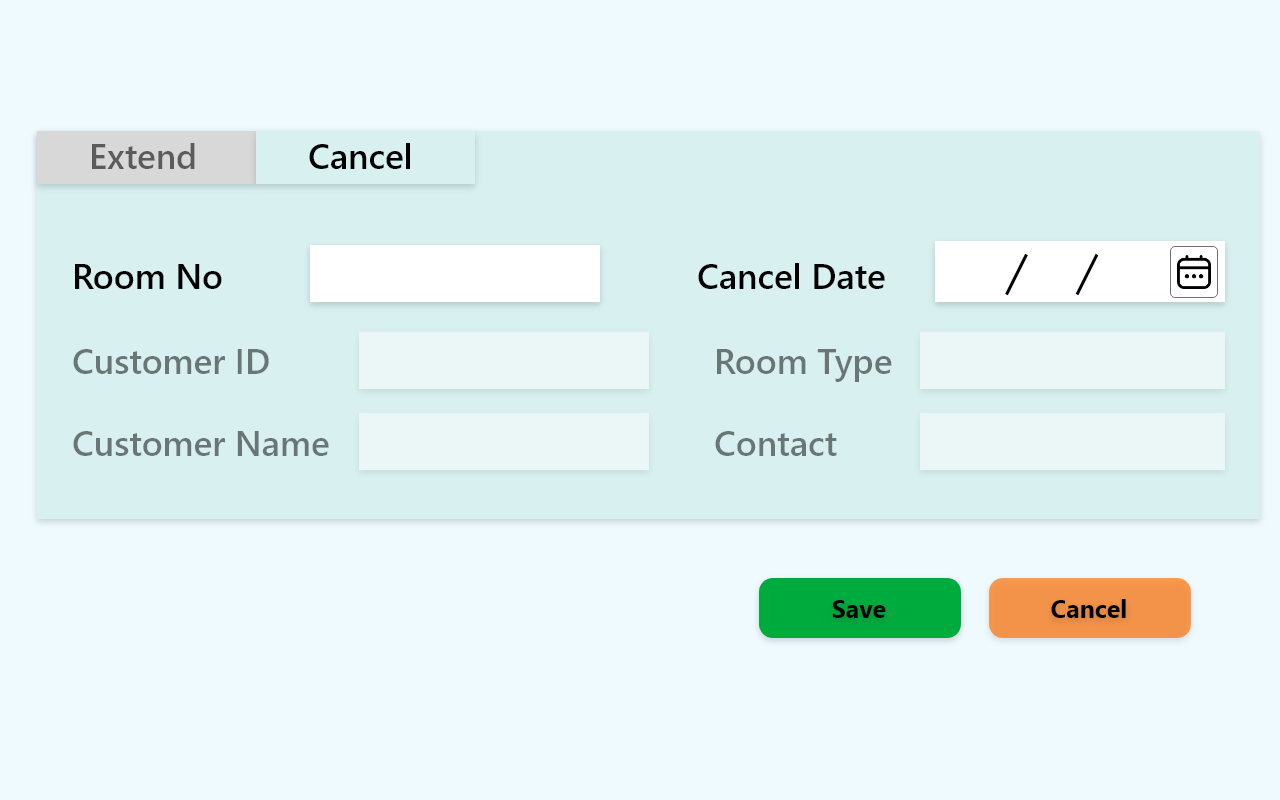 Extend Cancel
Room No Cancel Date / /
Customer ID Room Type
Customer Name Contact
Save Cancel